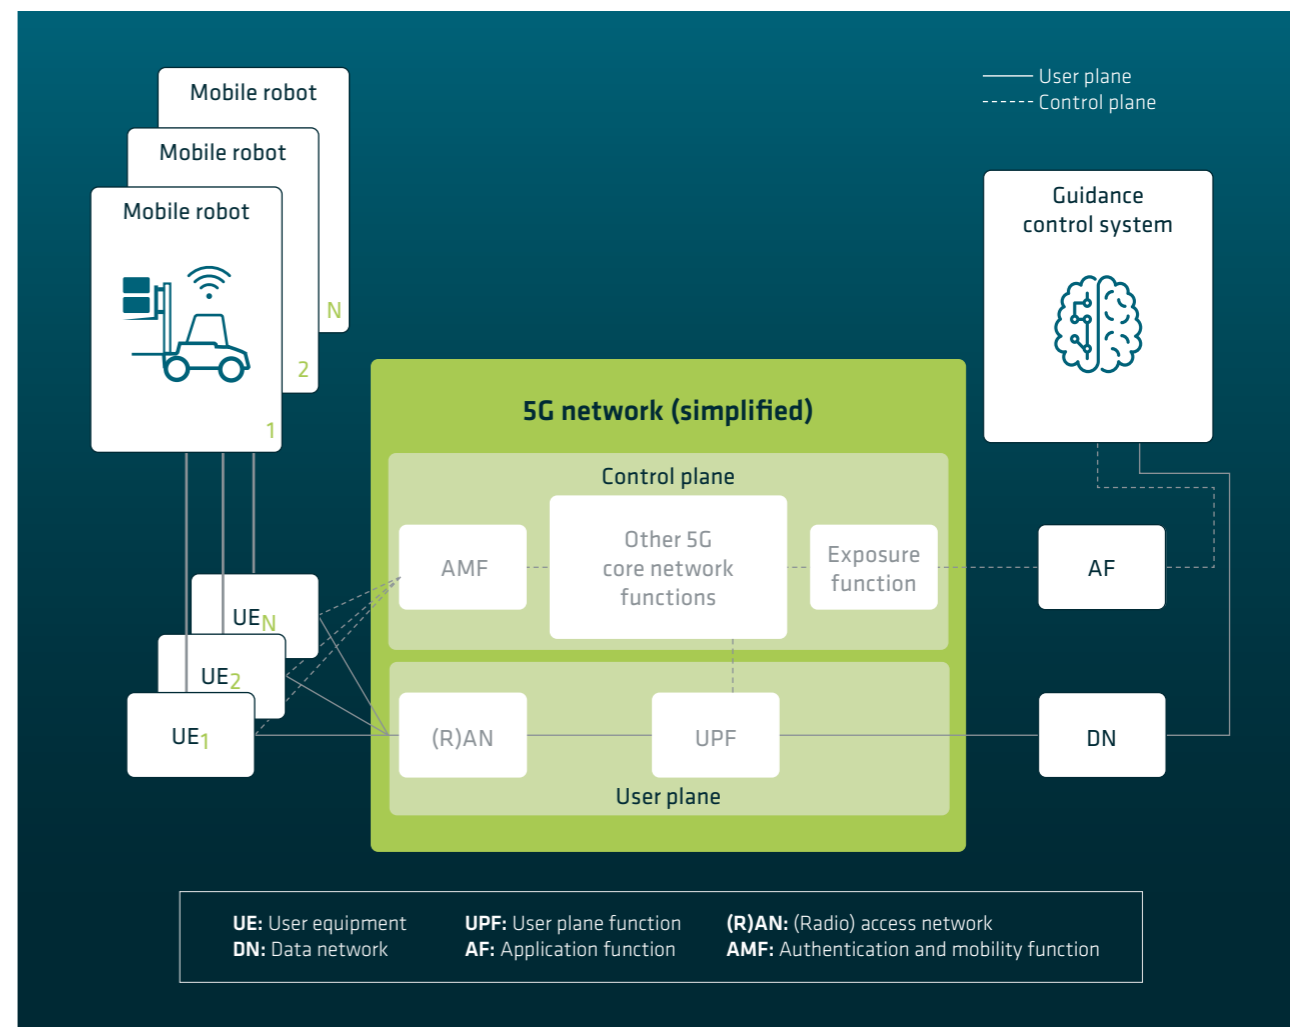 Mobile robot
Mobile robot
Mobile robot
N
2
1
User plane
Control plane
Guidance
control system
5G network (simplified)
Control plane
AMF
Other 5G
core network
functions
Exposure
function
AF
UEN
UE2
UE1
(R)AN
UPF
DN
User plane
UE: User equipment
DN: Data network
UPF: User plane function
AF: Application function
(R)AN: (Radio) access network
AMF: Authentication and mobility function